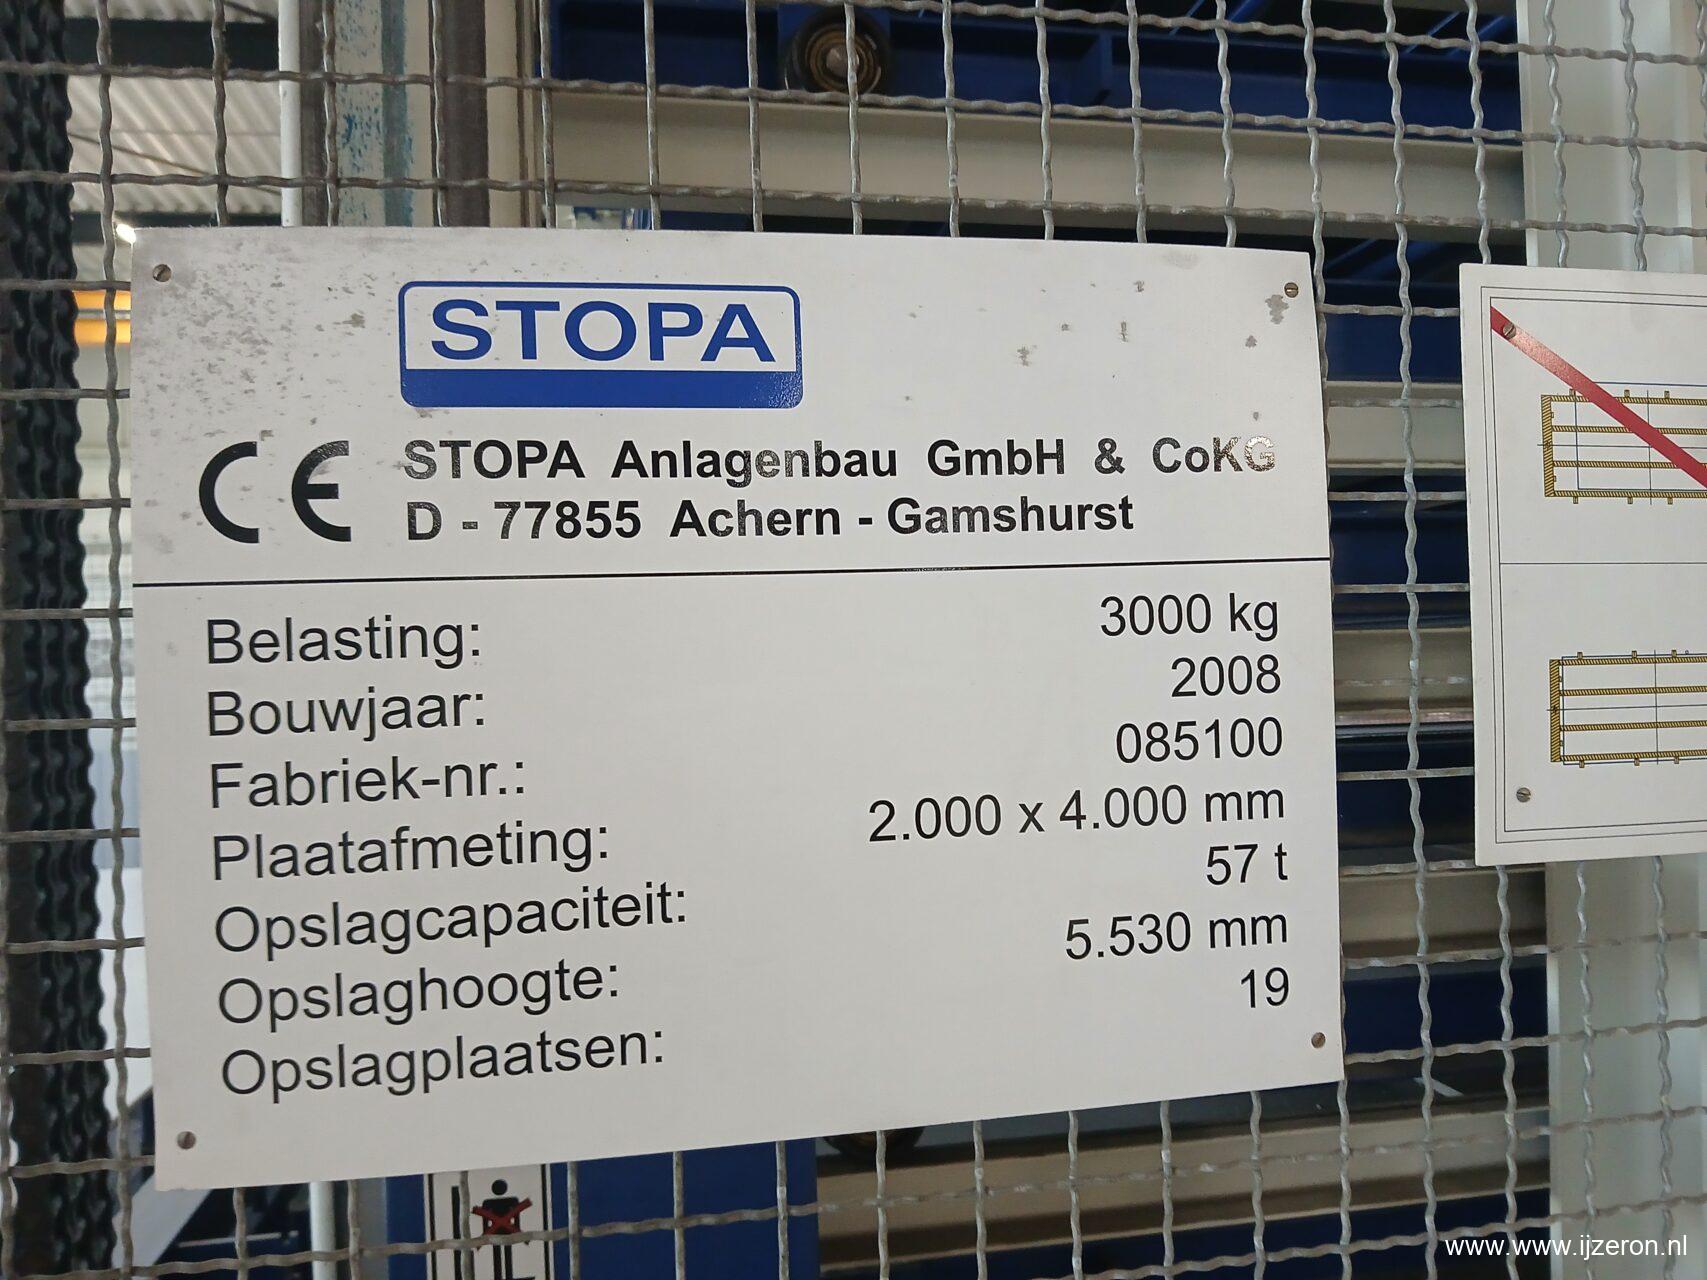 STOPA
CE STOPA Anlagenbau GmbH & CoKG
D - 77855 Achern - Gamshurst
Belasting: 3000 kg
Bouwjaar: 2008
Fabriek-nr.: 085100
Plaatafmeting: 2.000 x 4.000 mm
Opslagcapaciteit: 57 t
Opslaghoogte: 5.530 mm
Opslagplaatsen: 19
www.www.ijzeron.nl